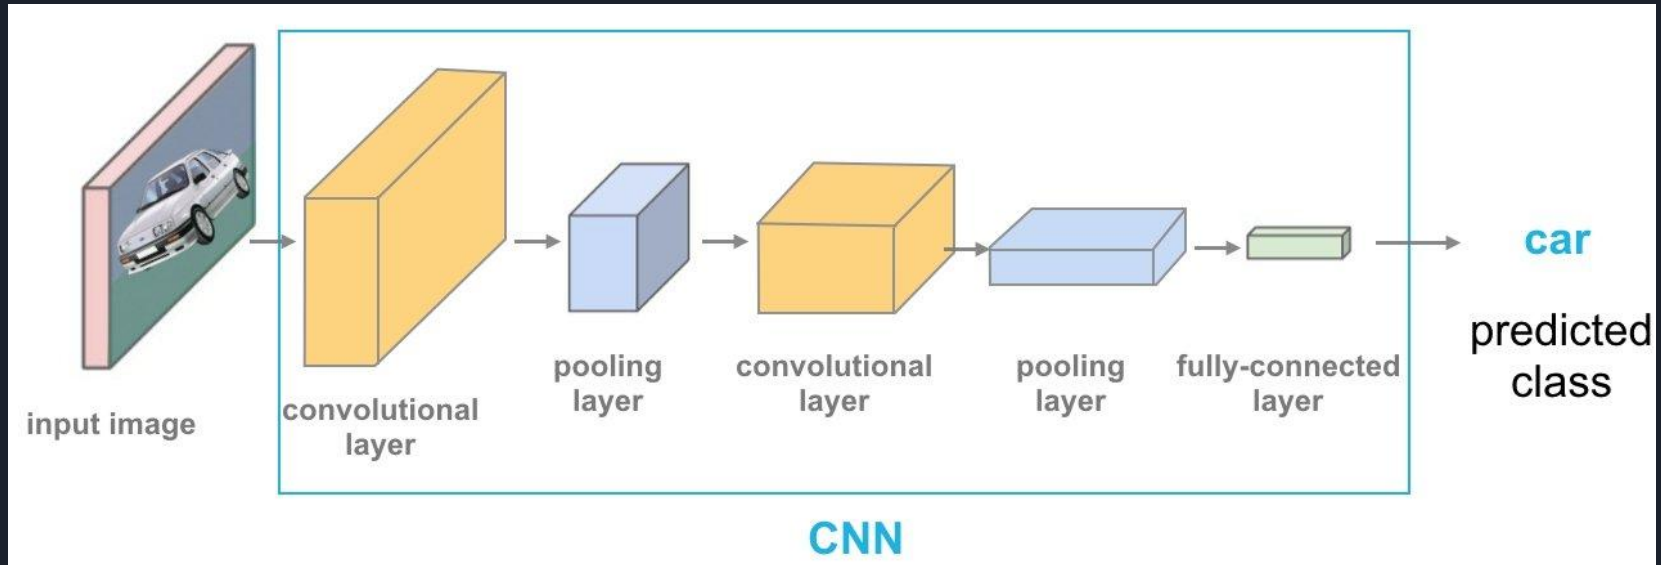 input image
convolutional
layer
pooling
layer
convolutional
layer
pooling
layer
fully-connected
layer
car
predicted
class
CNN